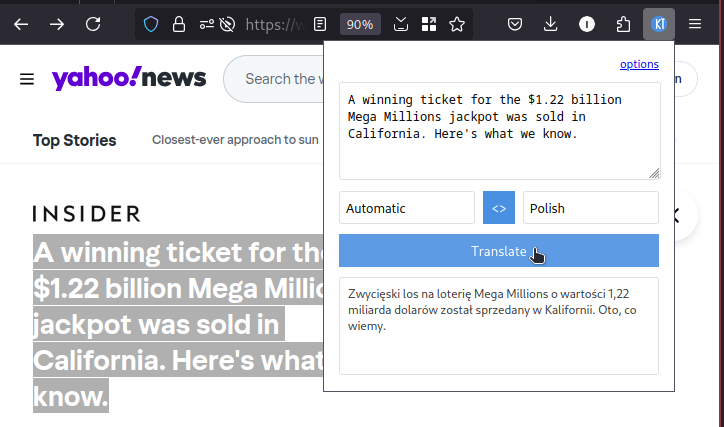 https://w
90%
KT
options
yahoo!news
Search the w
n
A winning ticket for the $1.22 billion
Mega Millions jackpot was sold in
California. Here's what we know.
Top Stories
Closest-ever approach to sun
Automatic
<>
Polish
INSIDER
Translate
A winning ticket for the
$1.22 billion Mega Millio
jackpot was sold in
California. Here's what
know.
Zwycięski los na loterię Mega Millions o wartości 1,22
miliarda dolarów został sprzedany w Kalifornii. Oto, co
wiemy.